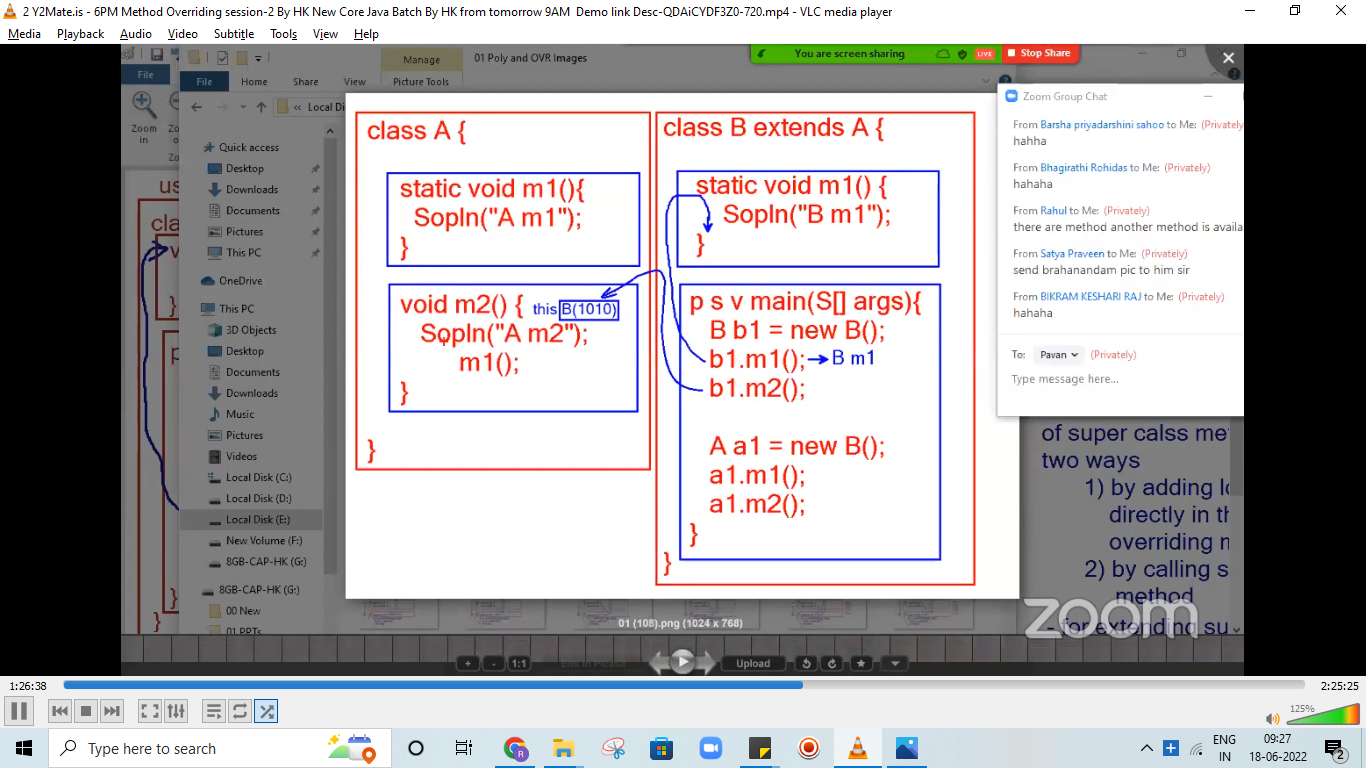 2 Y2Mate.is - 6PM Method Overriding session-2 By HK New Core Java Batch By HK from tomorrow 9AM  Demo link Desc-QDAiCYDF3Z0-720.mp4 - VLC media player
Media Playback Audio Video Subtitle Tools View Help
You are screen sharing LIVE Stop Share
File
Zoom in
File Home Share View
Manage
Picture Tools
01 Poly and OVR Images
« Local Di
Quick access
Desktop
Downloads
Documents
Pictures
This PC
OneDrive
This PC
3D Objects
Desktop
Documents
Downloads
Music
Pictures
Videos
Local Disk (C:)
Local Disk (D:)
Local Disk (E:)
New Volume (F:)
8GB-CAP-HK (G:)
8GB-CAP-HK (G:)
00 New
01 PPTs
class A {
static void m1(){
Sopln("A m1");
}
void m2() { this B(1010)
Sopln("A m2");
m1();
}
}
class B extends A {
static void m1() {
Sopln("B m1");
}
p s v main(S[] args){
B b1 = new B();
b1.m1(); B m1
b1.m2();
A a1 = new B();
a1.m1();
a1.m2();
}
}
Zoom Group Chat
From Barsha priyadarshini sahoo to Me: (Privately
hahha
From Bhagirathi Rohidas to Me: (Privately)
hahaha
From Rahul to Me: (Privately)
there are method another method is availa
From Satya Praveen to Me: (Privately)
send brahanandam pic to him sir
From BIKRAM KESHARI RAJ to Me: (Privately)
hahaha
To: Pavan (Privately)
Type message here...
of super calss me
two ways
1) by adding lo
directly in th
overriding m
2) by calling s
method
- for extending su
zoom
01 (108).png (1024 x 768)
+ - 1:1 Edit in Picasa Upload
1:26:38 2:25:25
125%
Type here to search
ENG
IN
09:27
18-06-2022
2